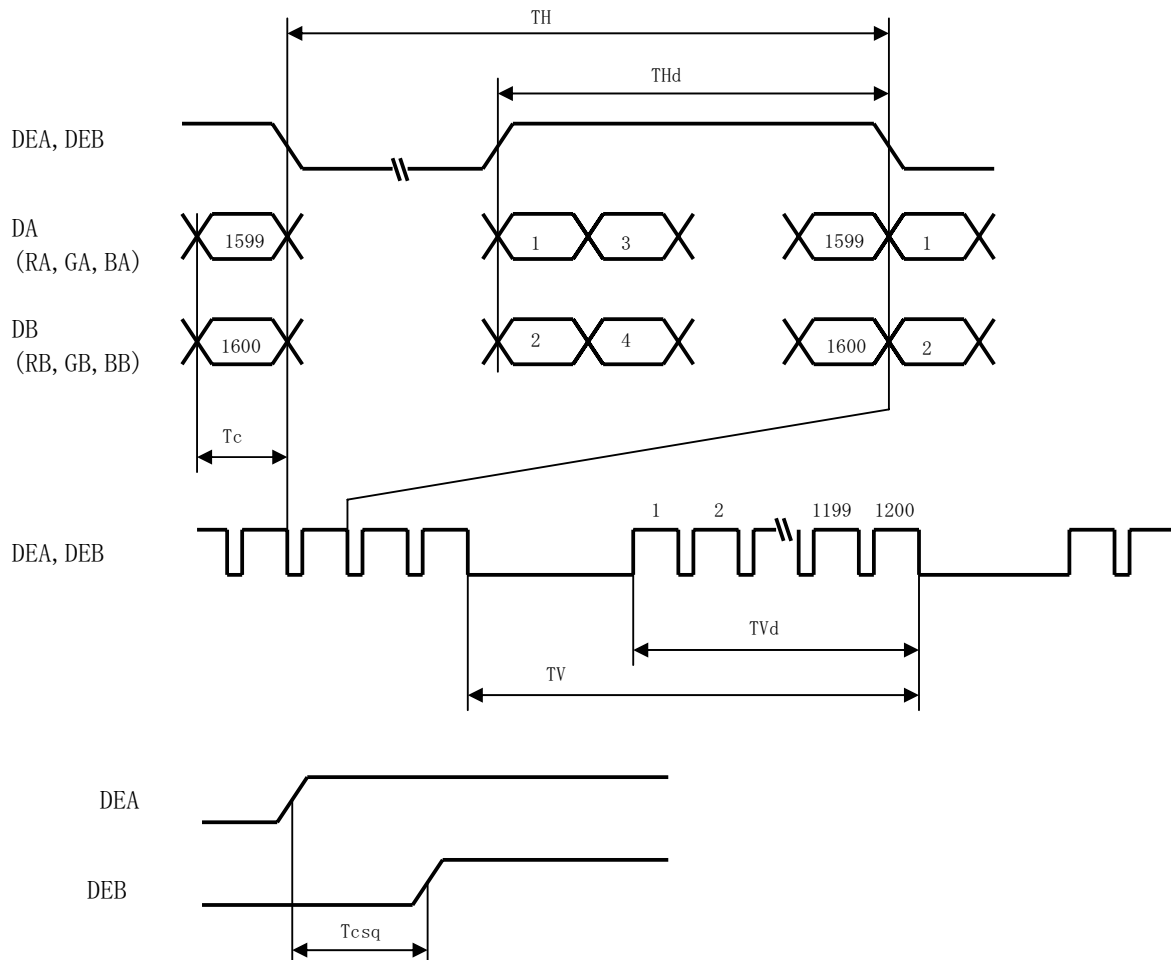 TH
THd
DEA, DEB
DA
(RA, GA, BA)
1599 1 3 1599 1
DB
(RB, GB, BB)
1600 2 4 1600 2
Tc
1 2 1199 1200
DEA, DEB
TVd
TV
DEA
DEB
Tcsq